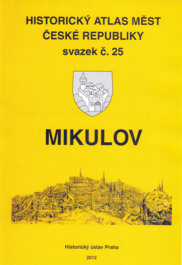 HISTORICKÝ ATLAS MĚST
ČESKÉ REPUBLIKY
svazek č. 25
MIKULOV
Historický ústav Praha
2012